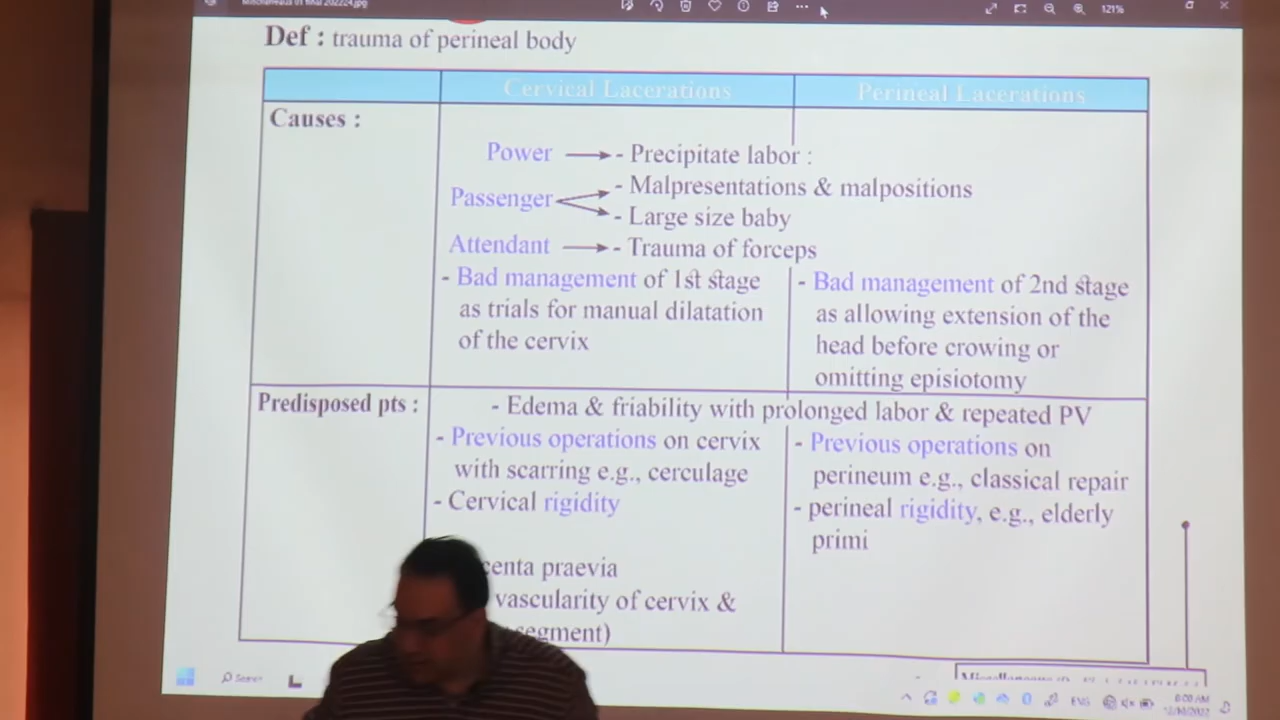 Def : trauma of perineal body
Cervical Lacerations
Perineal Lacerations
Causes :
Power - Precipitate labor :
Passenger - Malpresentations & malpositions
- Large size baby
Attendant - Trauma of forceps
- Bad management of 1st stage
as trials for manual dilatation
of the cervix
- Bad management of 2nd stage
as allowing extension of the
head before crowing or
omitting episiotomy
Predisposed pts :
- Edema & friability with prolonged labor & repeated PV
- Previous operations on cervix
with scarring e.g., cerculage
- Cervical rigidity
enta praevia
vascularity of cervix &
segment)
- Previous operations on
perineum e.g., classical repair
- perineal rigidity, e.g., elderly
primi
121%
Search
ENG